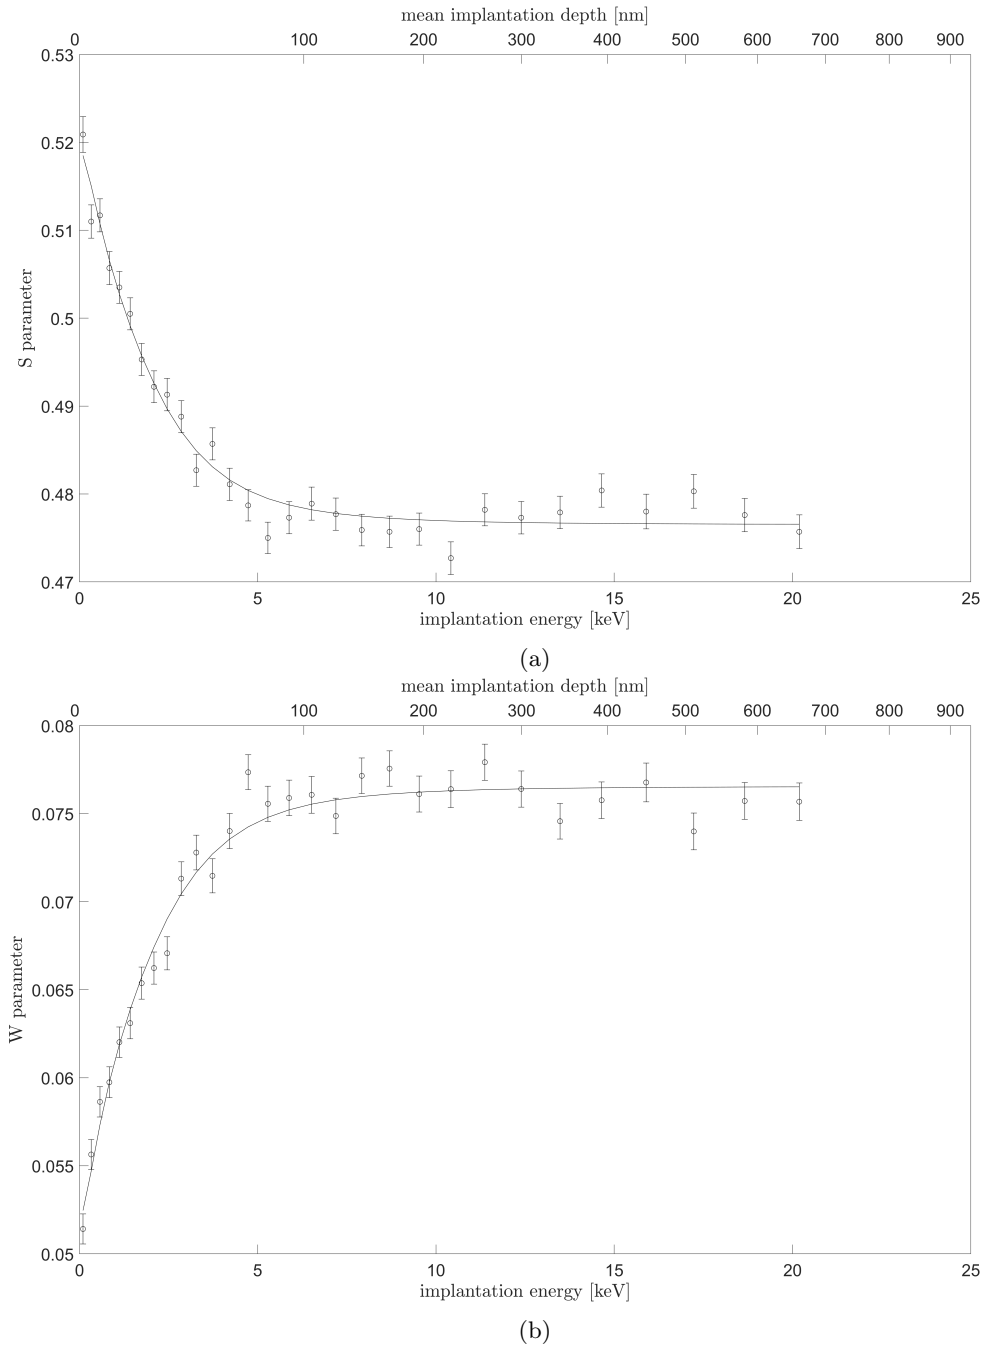 mean implantation depth [nm]
0 100 200 300 400 500 600 700 800 900
0.53
0.52
0.51
0.5
0.49
0.48
0.47
S parameter
0 5 10 15 20 25
implantation energy [keV]
(a)
mean implantation depth [nm]
0 100 200 300 400 500 600 700 800 900
0.08
0.075
0.07
0.065
0.06
0.055
0.05
W parameter
0 5 10 15 20 25
implantation energy [keV]
(b)